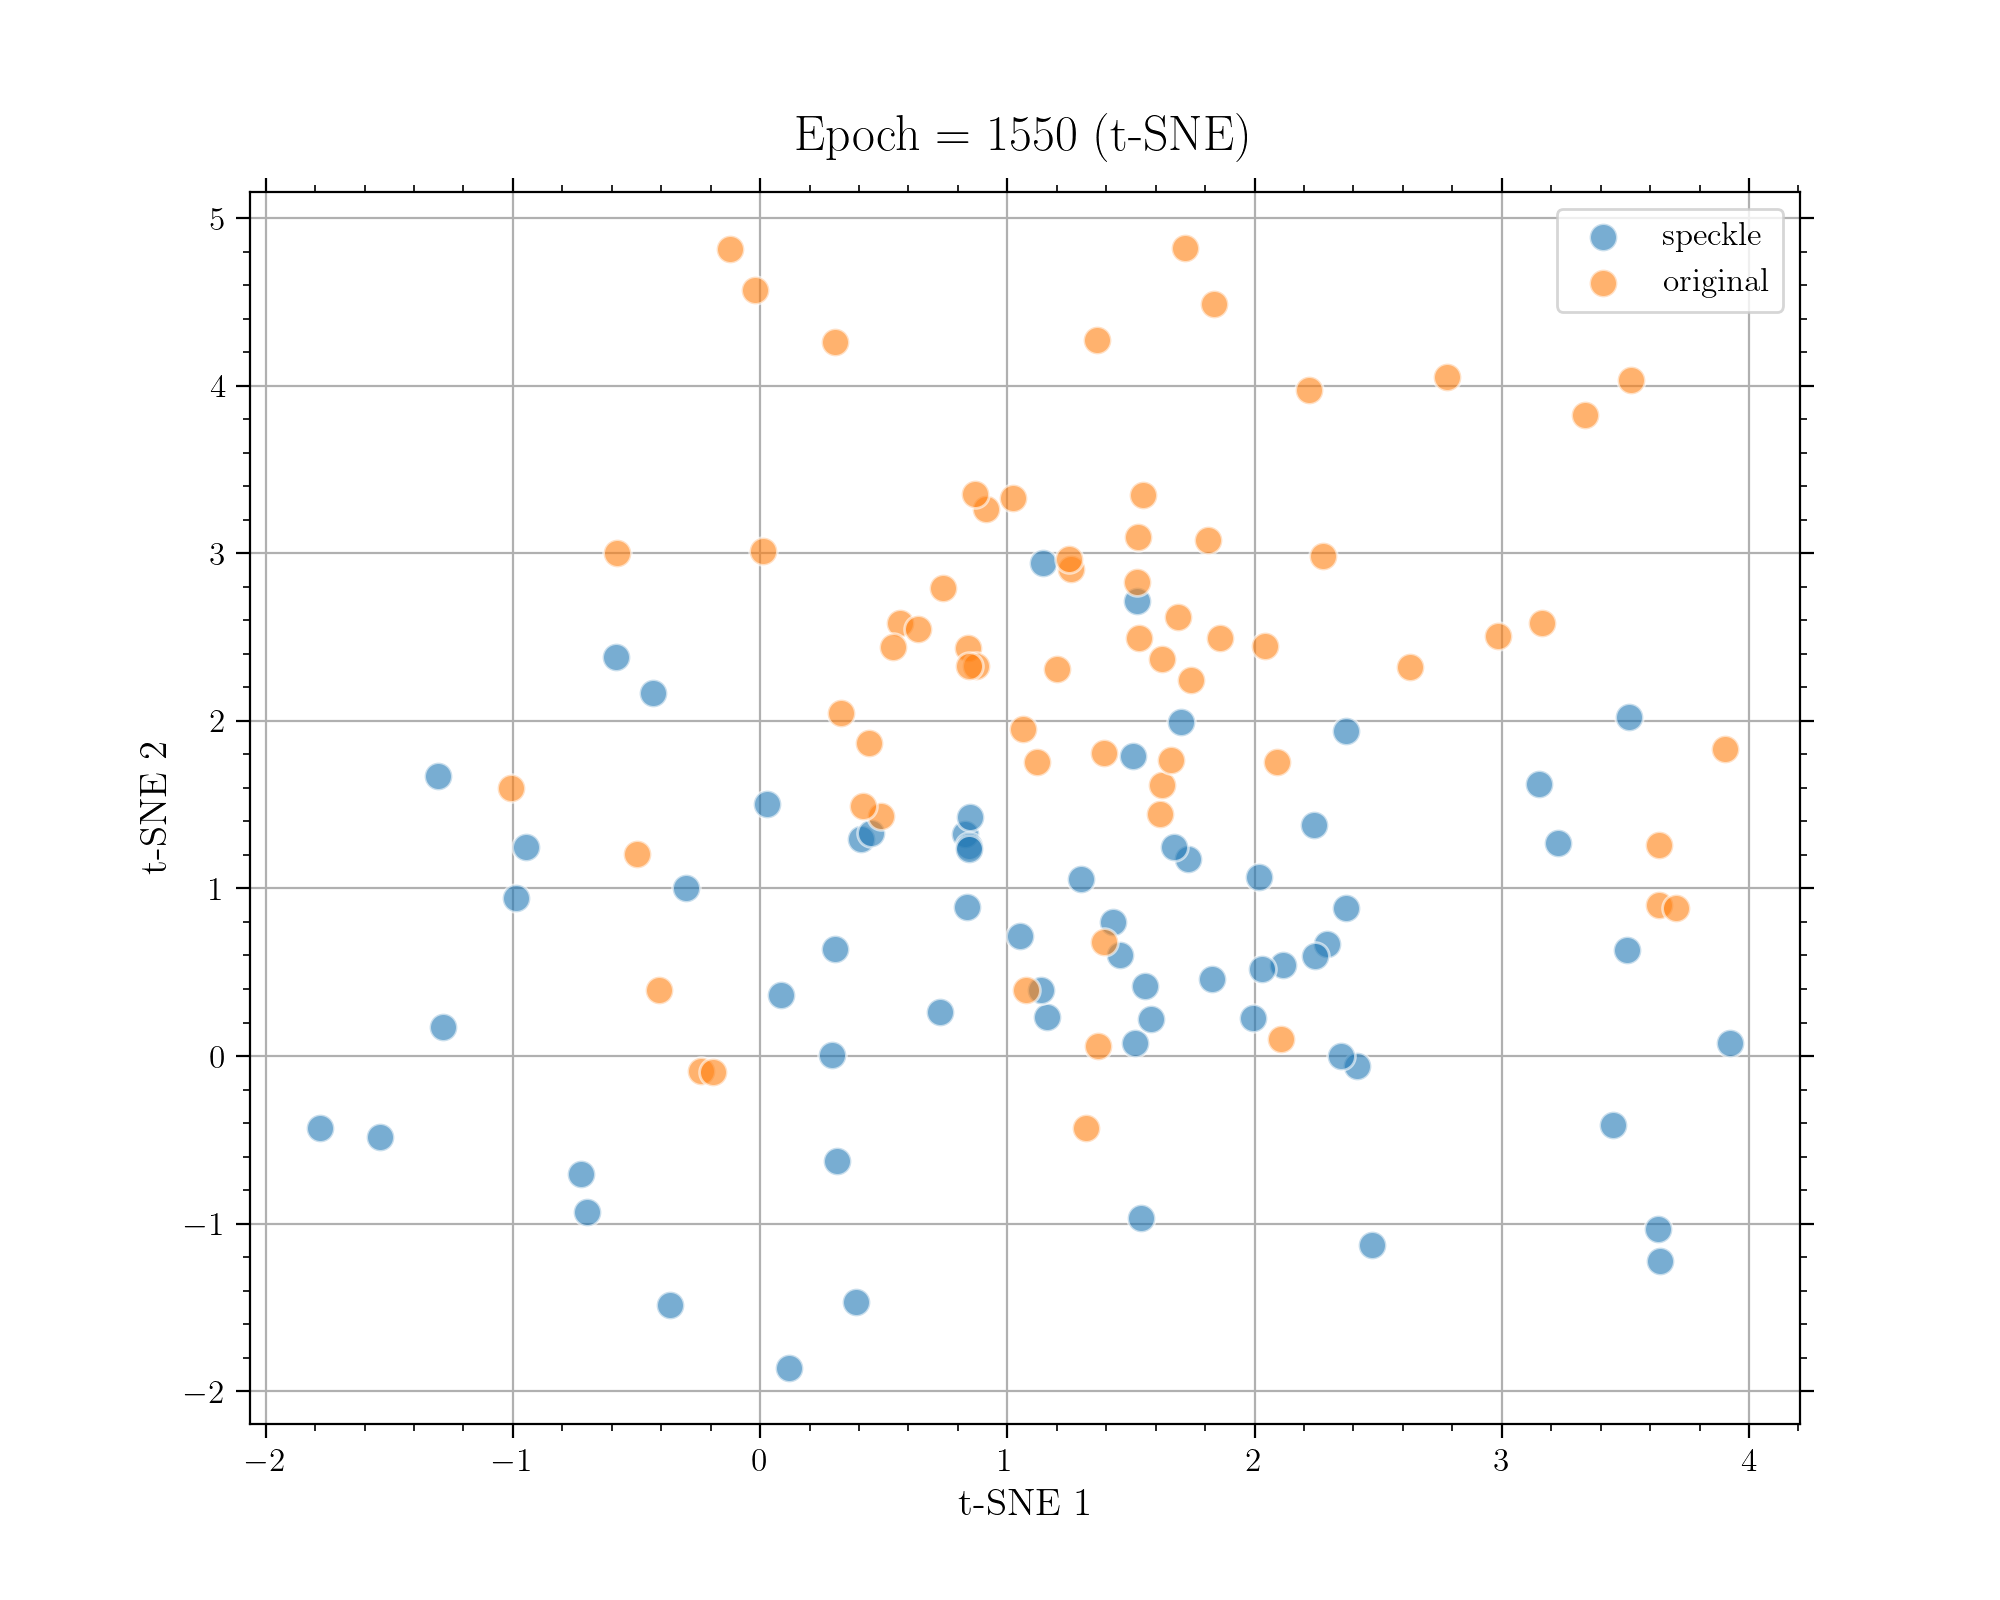 Epoch = 1550 (t-SNE)
speckle
original
5
4
3
2
1
0
−1
−2
t-SNE 2
−2 −1 0 1 2 3 4
t-SNE 1